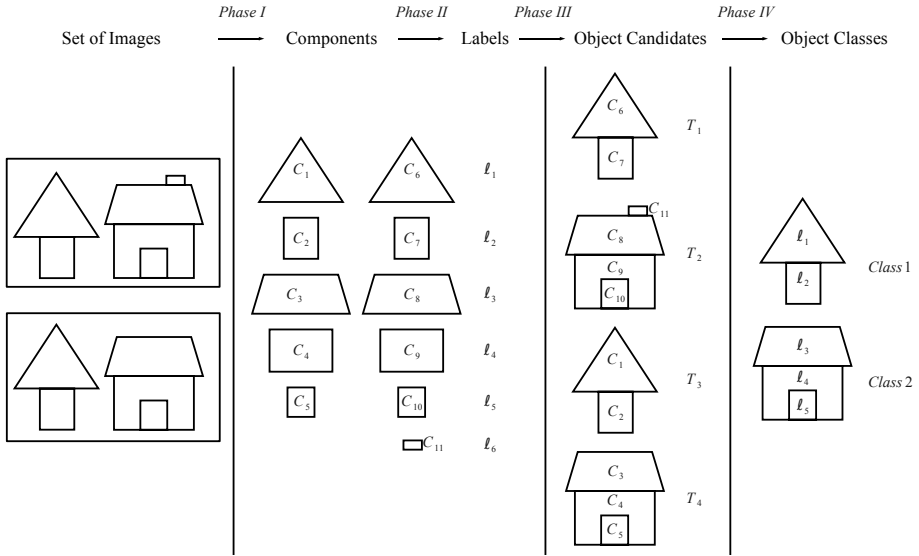 Phase I Phase II Phase III Phase IV
Set of Images Components Labels Object Candidates Object Classes
C₁ C₆ ℓ₁
C₂ C₇ ℓ₂
C₃ C₈ ℓ₃
C₄ C₉ ℓ₄
C₅ C₁₀ ℓ₅
C₁₁ ℓ₆
C₆ T₁
C₇
C₁₁
C₈ T₂
C₉
C₁₀
C₁ T₃
C₂
C₃ T₄
C₄
C₅
ℓ₁
ℓ₂ Class 1
ℓ₃
ℓ₄ Class 2
ℓ₅